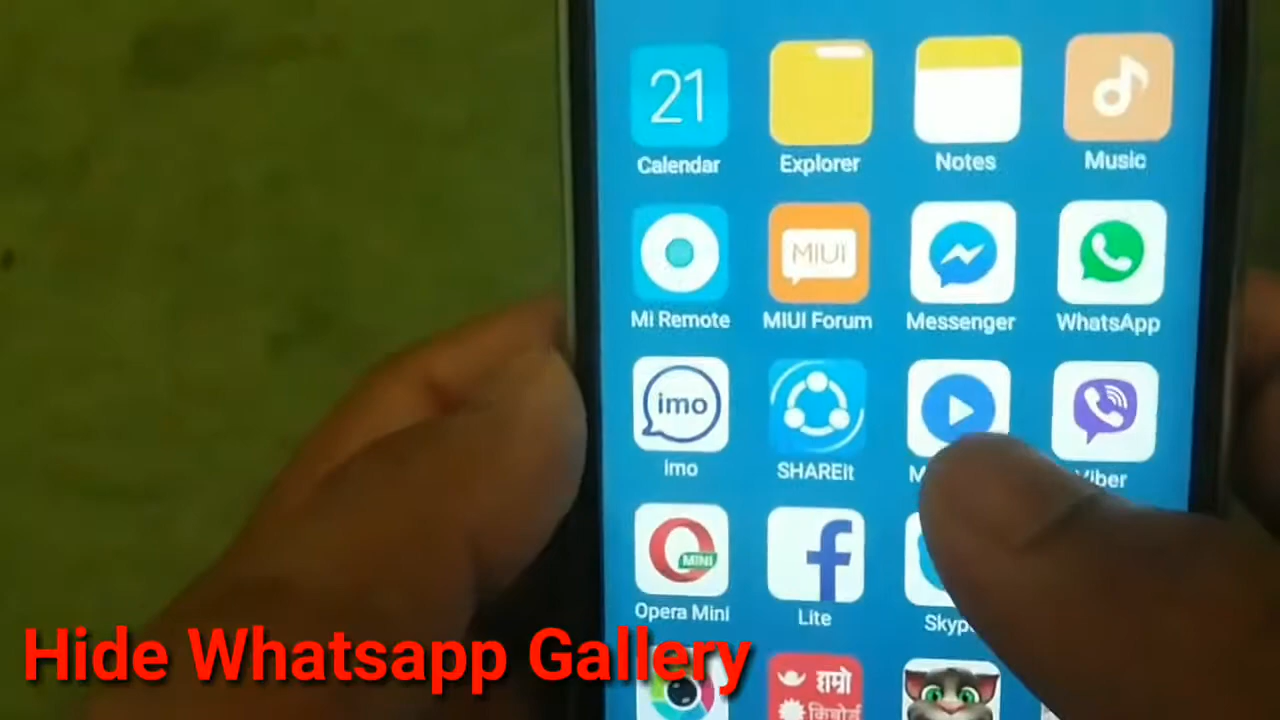 21
Calendar Explorer Notes Music
MIUI
Mi Remote MIUI Forum Messenger WhatsApp
imo
imo SHAREit Viber
MINI
Opera Mini Lite
Hide Whatsapp Gallery
हाम्रो
किबोर्ड